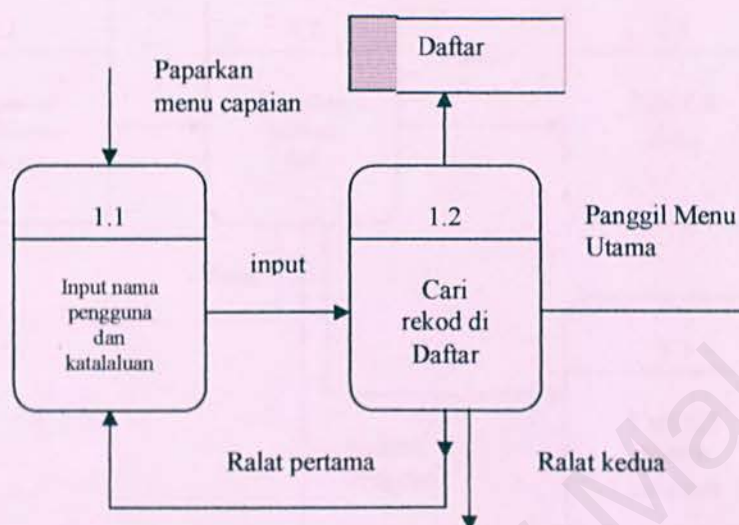 Daftar
Paparkan
menu capaian
1.1
Input nama
pengguna
dan
katalaluan
input
1.2
Cari
rekod di
Daftar
Panggil Menu
Utama
Ralat pertama
Ralat kedua